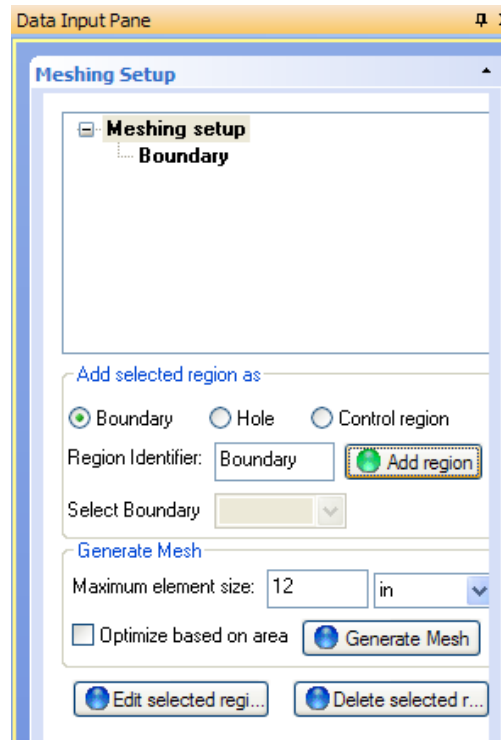 Data Input Pane
Meshing Setup
Meshing setup
Boundary
Add selected region as
Boundary Hole Control region
Region Identifier: Boundary Add region
Select Boundary
Generate Mesh
Maximum element size: 12 in
Optimize based on area Generate Mesh
Edit selected regi... Delete selected r...